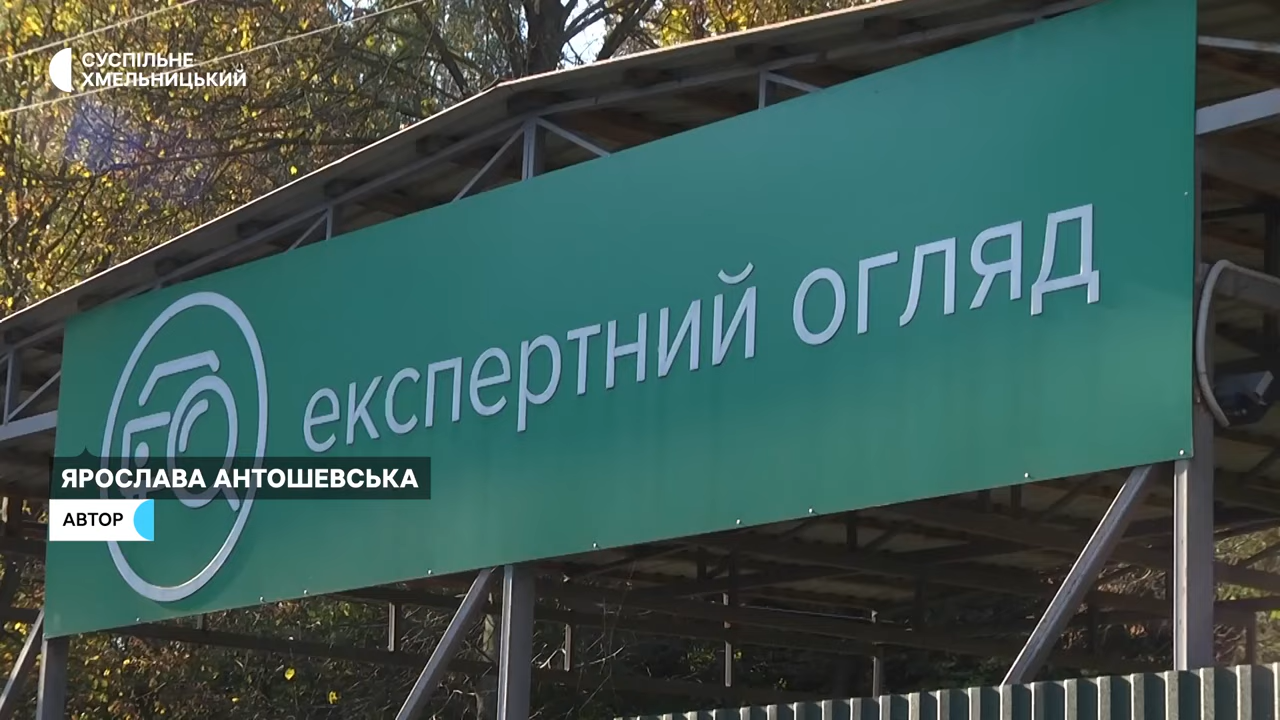 СУСПІЛЬНЕ
ХМЕЛЬНИЦЬКИЙ
експертний огляд
ЯРОСЛАВА АНТОШЕВСЬКА
АВТОР